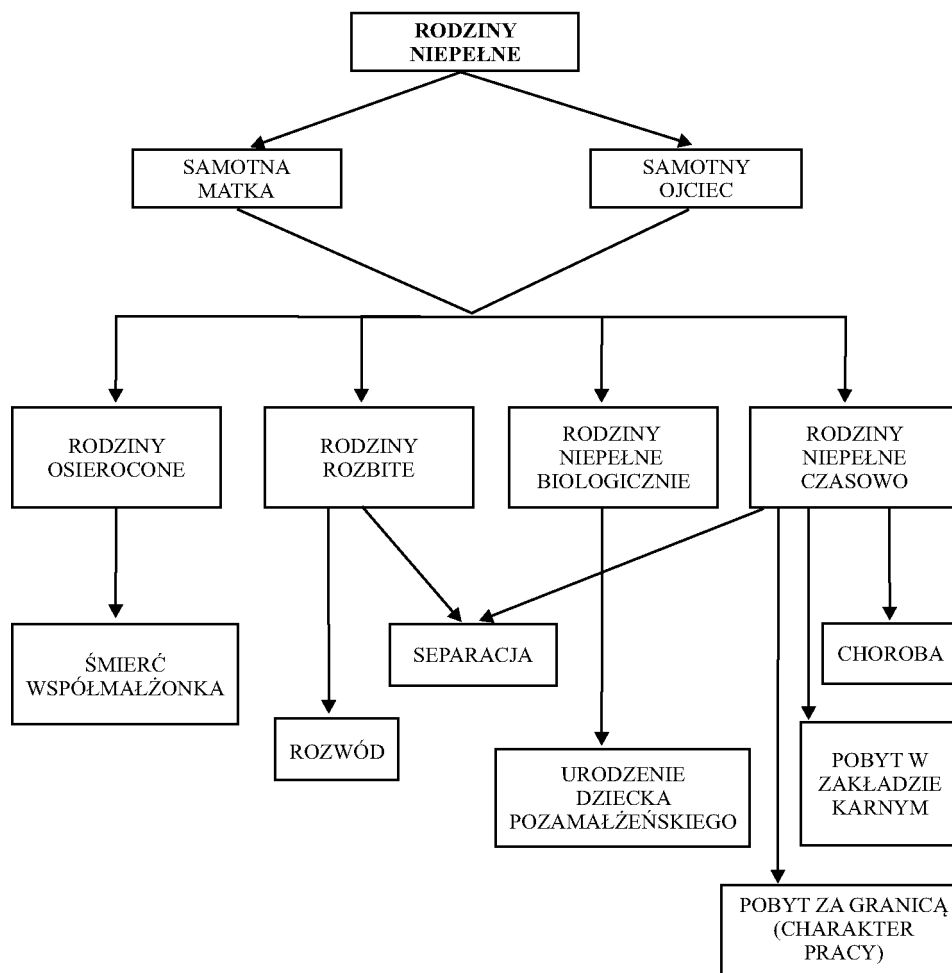 RODZINY
NIEPEŁNE
SAMOTNA
MATKA
SAMOTNY
OJCIEC
RODZINY
OSIEROCONE
RODZINY
ROZBITE
RODZINY
NIEPEŁNE
BIOLOGICZNIE
RODZINY
NIEPEŁNE
CZASOWO
ŚMIERĆ
WSPÓŁMAŁŻONKA
SEPARACJA
CHOROBA
ROZWÓD
URODZENIE
DZIECKA
POZAMAŁŻEŃSKIEGO
POBYT W
ZAKŁADZIE
KARNYM
POBYT ZA GRANICĄ
(CHARAKTER
PRACY)